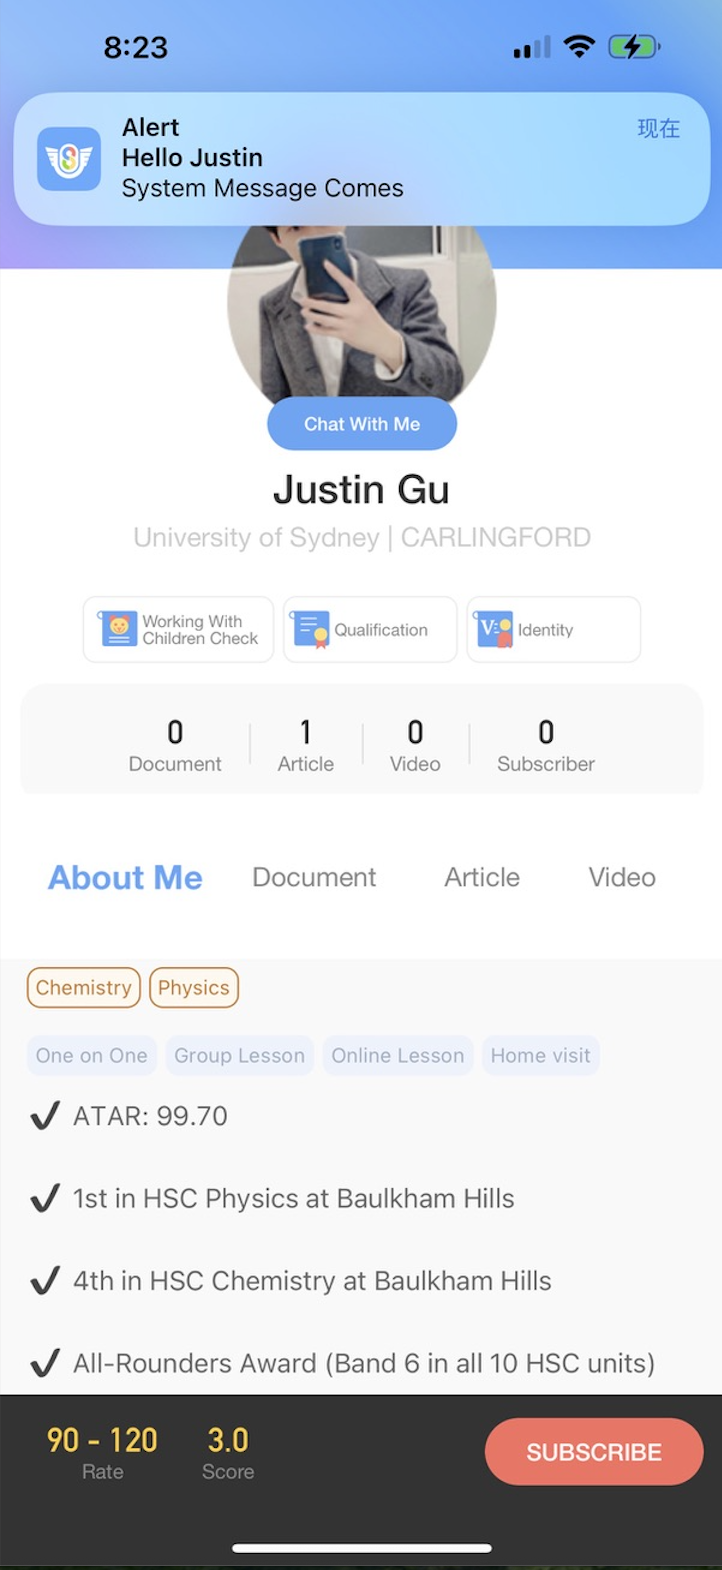 8:23
Alert
现在
Hello Justin
System Message Comes
Chat With Me
Justin Gu
University of Sydney | CARLINGFORD
Working With
Children Check
Qualification
Identity
0 1 0 0
Document Article Video Subscriber
About Me Document Article Video
Chemistry Physics
One on One Group Lesson Online Lesson Home visit
✔ ATAR: 99.70
✔ 1st in HSC Physics at Baulkham Hills
✔ 4th in HSC Chemistry at Baulkham Hills
✔ All-Rounders Award (Band 6 in all 10 HSC units)
90 - 120 3.0
Rate Score
SUBSCRIBE